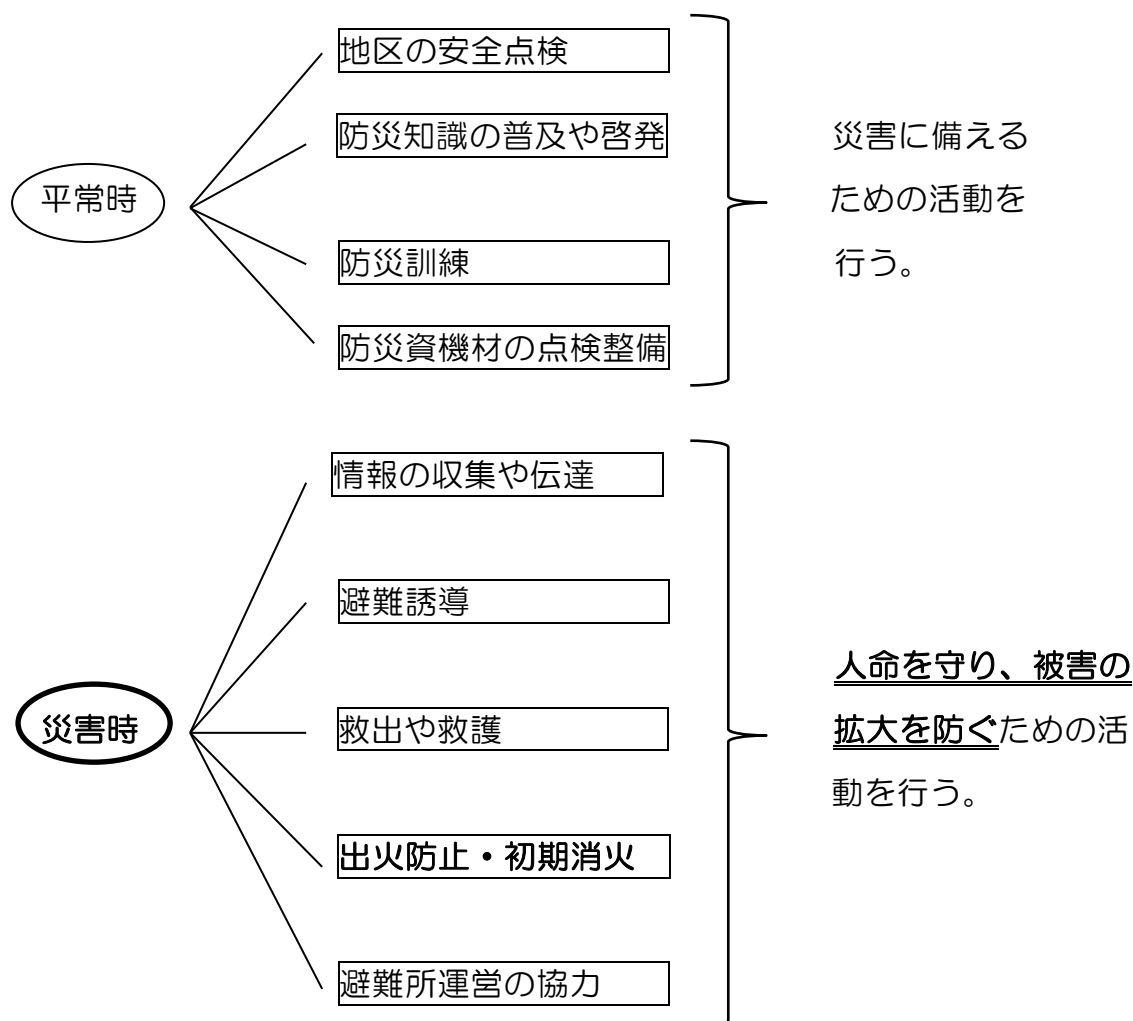 平常時
地区の安全点検
防災知識の普及や啓発
防災訓練
防災資機材の点検整備
災害に備える
ための活動を
行う。
災害時
情報の収集や伝達
避難誘導
救出や救護
出火防止・初期消火
避難所運営の協力
人命を守り、被害の
拡大を防ぐための活
動を行う。